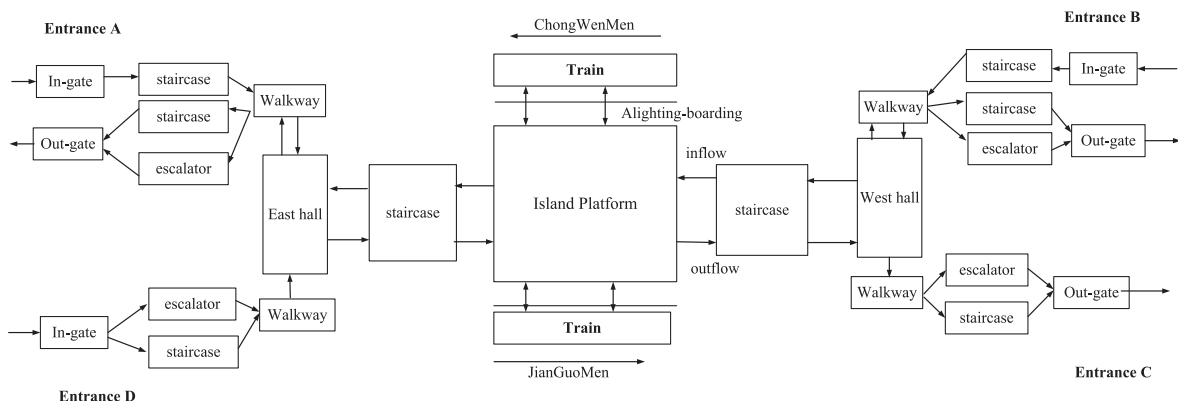 Entrance A
In-gate
staircase
Walkway
staircase
Out-gate
escalator
East hall
staircase
escalator
In-gate
Walkway
staircase
Entrance D
ChongWenMen
Train
Alighting-boarding
Island Platform
inflow
outflow
staircase
Train
JianGuoMen
Entrance B
staircase
In-gate
Walkway
staircase
escalator
Out-gate
West hall
Walkway
escalator
Out-gate
staircase
Entrance C